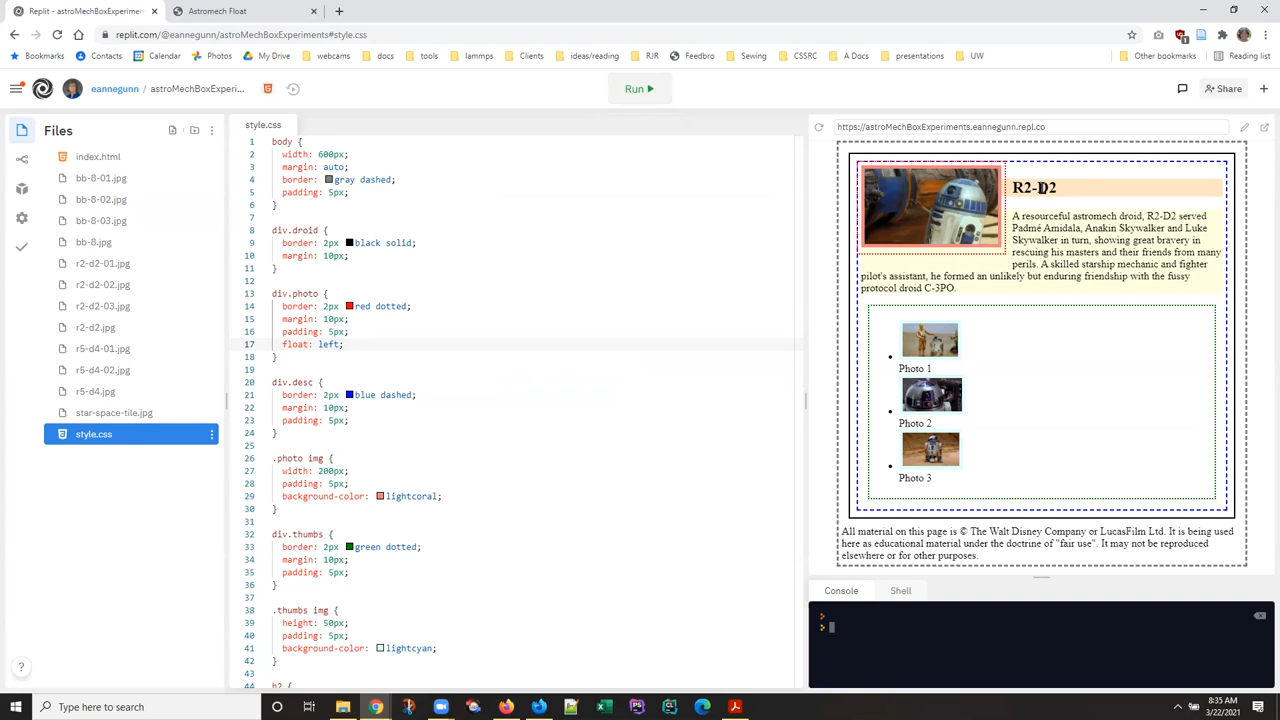 Replit - astroMechBoxExperimen
Astromech Float
replit.com/@eannegunn/astroMechBoxExperiments#style.css
Bookmarks Contacts Calendar Photos My Drive webcams docs tools lammps Clients ideas/reading RJR Feedbro Sewing CSSRC A Docs presentations UW Other bookmarks Reading list
eannegunn / astroMechBoxExperi...
Run
Share
Files
index.html
bb-8-01.jpg
bb-8-02.jpg
bb-8-03.jpg
bb-8.jpg
r2-d2-01.jpg
r2-d2-02.jpg
r2-d2-03.jpg
r2-d2.jpg
r5-d4-01.jpg
r5-d4-02.jpg
r5-d4.jpg
star-space-tile.jpg
style.css
?
style.css
1 body {
2 width: 600px;
3 margin: auto;
4 border: gray dashed;
5 padding: 5px;
6 }
7
8 div.droid {
9 border: 2px black solid;
10 margin: 10px;
11 }
12
13 div.photo {
14 border: 2px red dotted;
15 margin: 10px;
16 padding: 5px;
17 float: left;
18 }
19
20 div.desc {
21 border: 2px blue dashed;
22 margin: 10px;
23 padding: 5px;
24 }
25
26 .photo img {
27 width: 200px;
28 padding: 5px;
29 background-color: lightcoral;
30 }
31
32 div.thumbs {
33 border: 2px green dotted;
34 margin: 10px;
35 padding: 5px;
36 }
37
38 .thumbs img {
39 height: 50px;
40 padding: 5px;
41 background-color: lightcyan;
42 }
43
44 h2 {
https://astroMechBoxExperiments.eannegunn.repl.co
R2-D2
A resourceful astromech droid, R2-D2 served
Padmé Amidala, Anakin Skywalker and Luke
Skywalker in turn, showing great bravery in
rescuing his masters and their friends from many
perils. A skilled starship mechanic and fighter
pilot's assistant, he formed an unlikely but enduring friendship with the fussy
protocol droid C-3PO.
Photo 1
Photo 2
Photo 3
All material on this page is © The Walt Disney Company or LucasFilm Ltd. It is being used
here as educational material under the doctrine of "fair use". It may not be reproduced
elsewhere or for other purposes.
Console Shell
Type here to search
8:35 AM
3/22/2021